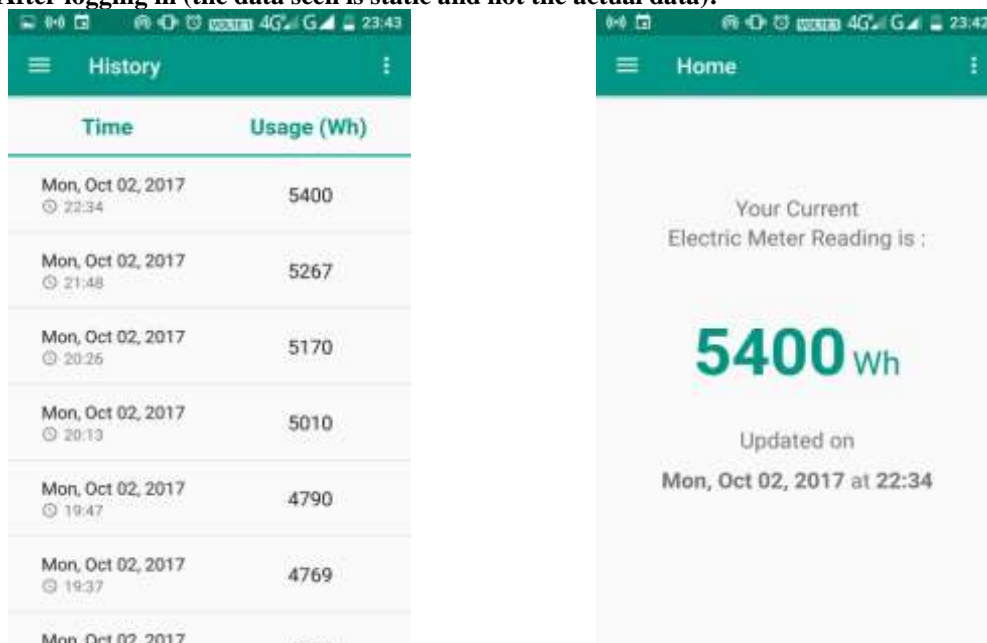 After logging in (the data seen is static and not the actual data):
VOLTE 4G G 23:43
History
Time Usage (Wh)
Mon, Oct 02, 2017
22:34
5400
Mon, Oct 02, 2017
21:48
5267
Mon, Oct 02, 2017
20:26
5170
Mon, Oct 02, 2017
20:13
5010
Mon, Oct 02, 2017
19:47
4790
Mon, Oct 02, 2017
19:37
4769
Mon, Oct 02, 2017
VOLTE 4G G 23:42
Home
Your Current
Electric Meter Reading is :
5400 Wh
Updated on
Mon, Oct 02, 2017 at 22:34